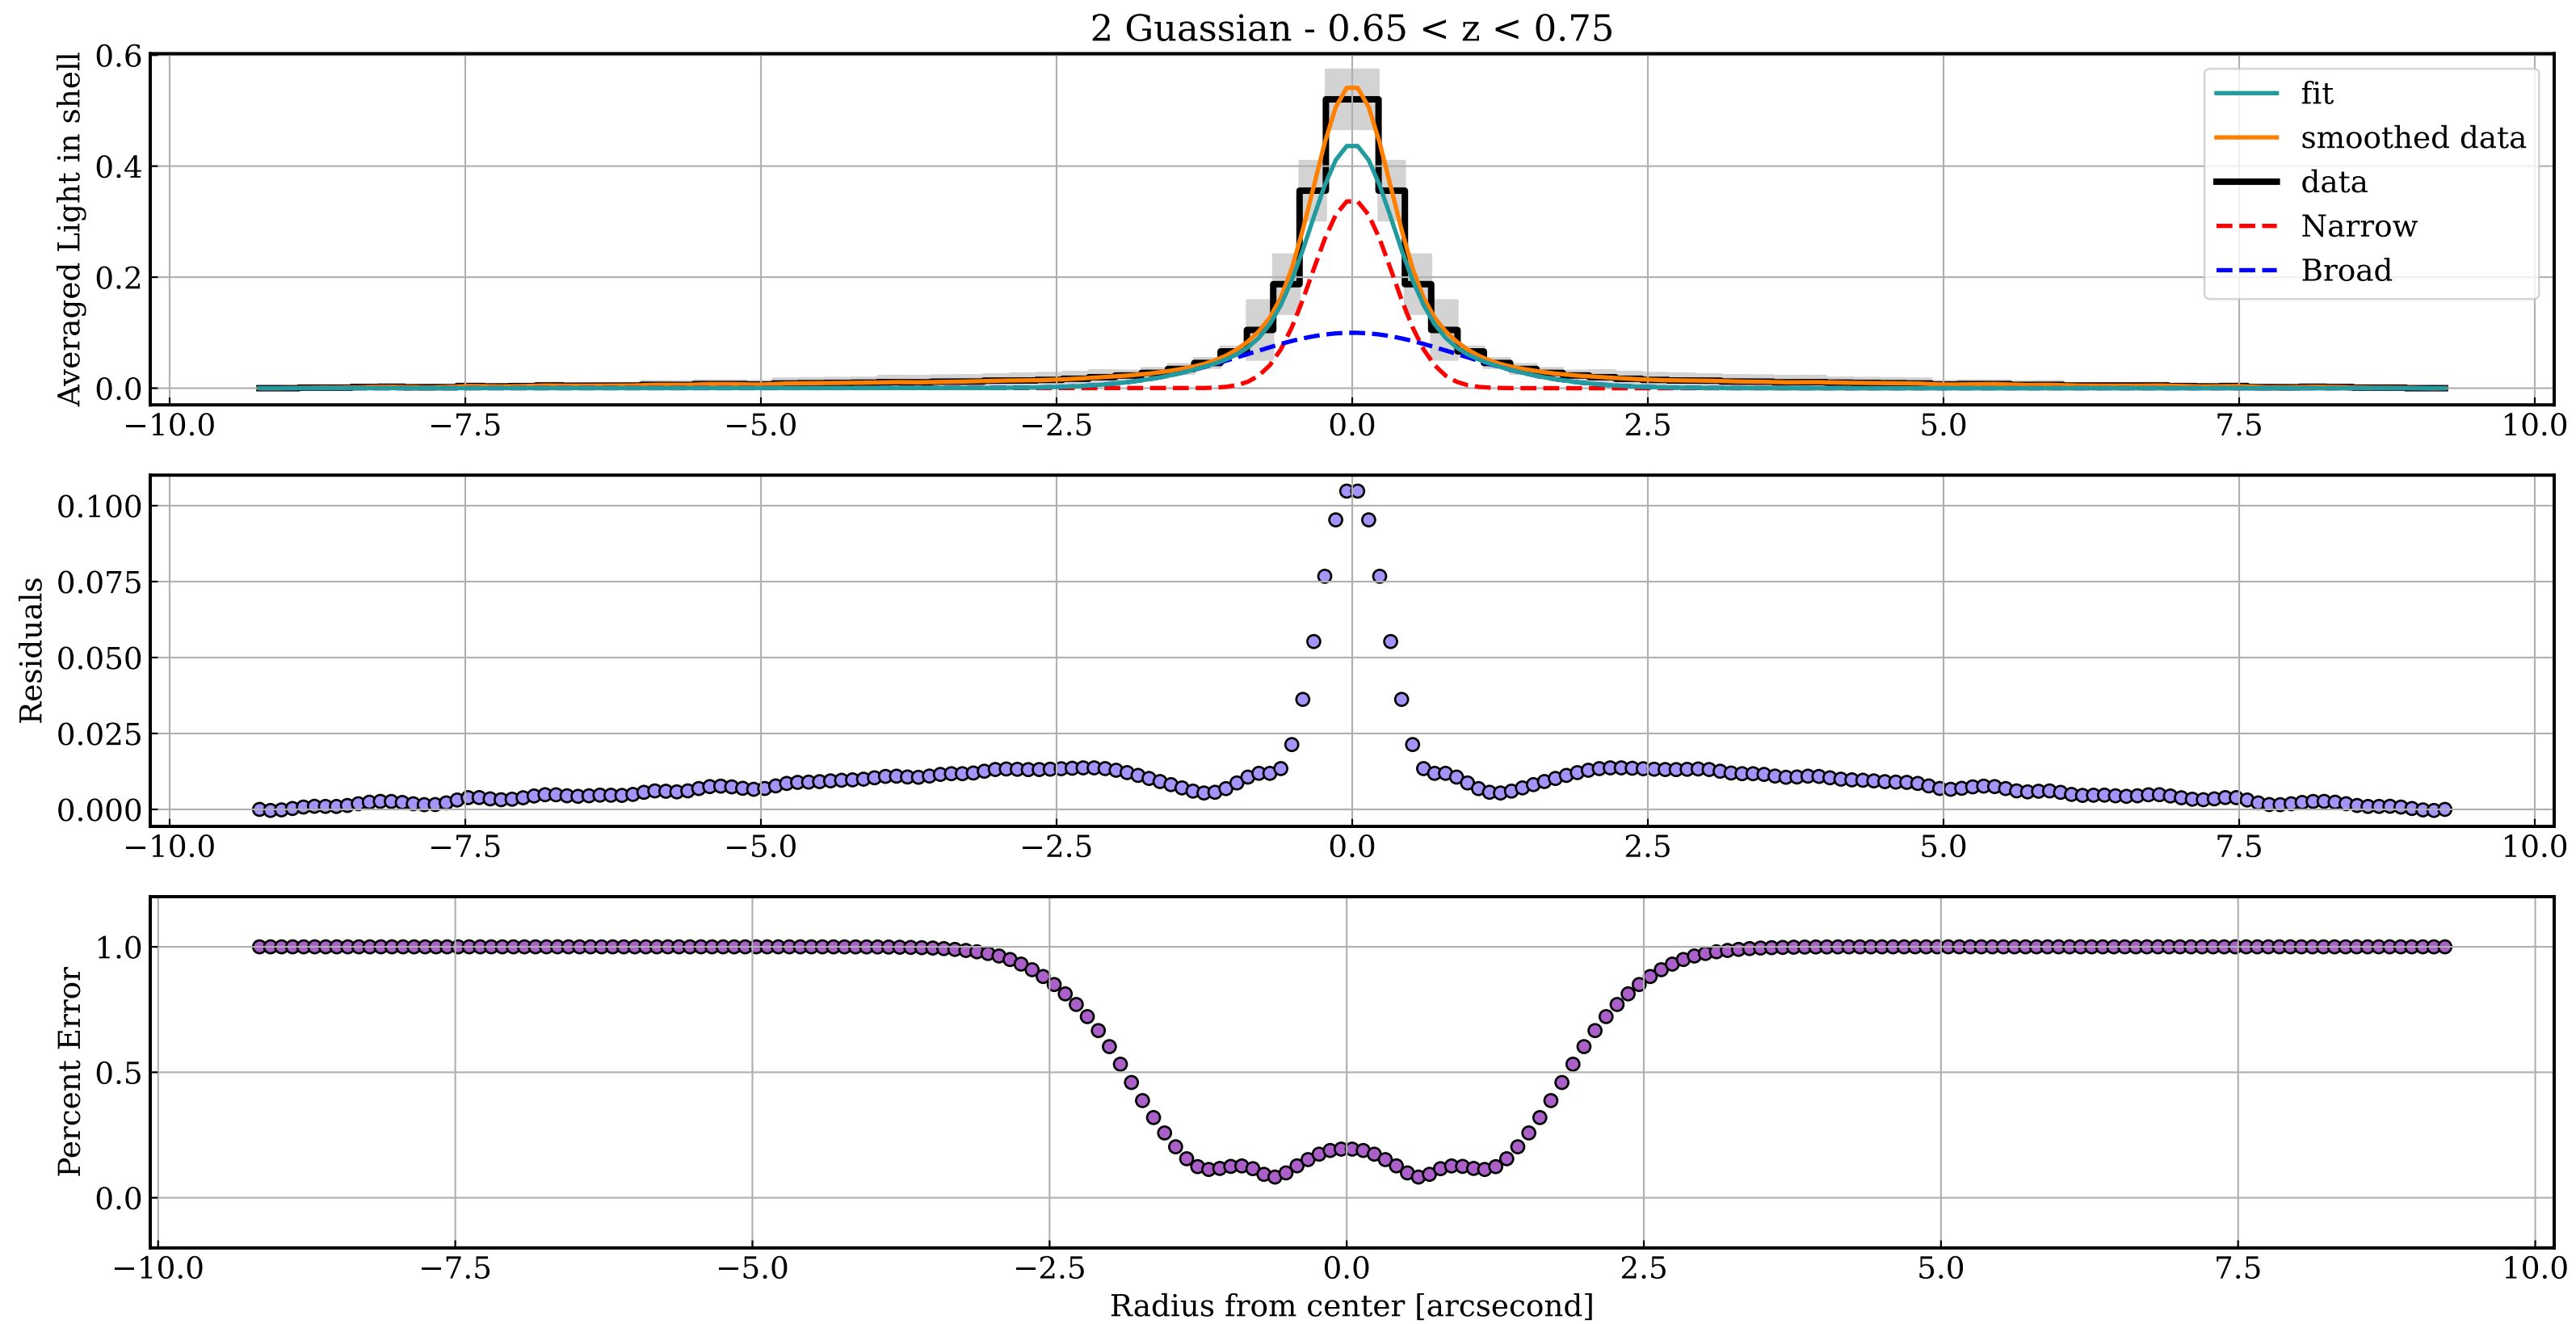 2 Guassian - 0.65 < z < 0.75
Averaged Light in shell
0.6
0.4
0.2
0.0
fit
smoothed data
data
Narrow
Broad
−10.0 −7.5 −5.0 −2.5 0.0 2.5 5.0 7.5 10.0
Residuals
0.100
0.075
0.050
0.025
0.000
−10.0 −7.5 −5.0 −2.5 0.0 2.5 5.0 7.5 10.0
Percent Error
1.0
0.5
0.0
−10.0 −7.5 −5.0 −2.5 0.0 2.5 5.0 7.5 10.0
Radius from center [arcsecond]